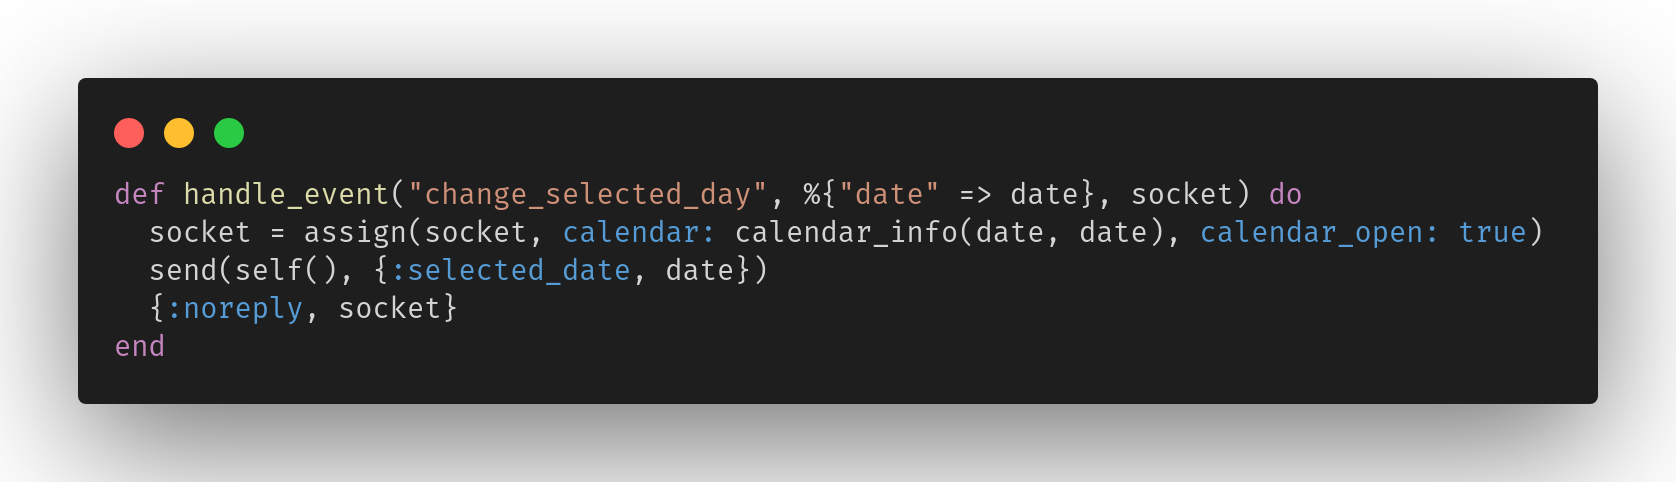 def handle_event("change_selected_day", %{"date" => date}, socket) do
  socket = assign(socket, calendar: calendar_info(date, date), calendar_open: true)
  send(self(), {:selected_date, date})
  {:noreply, socket}
end